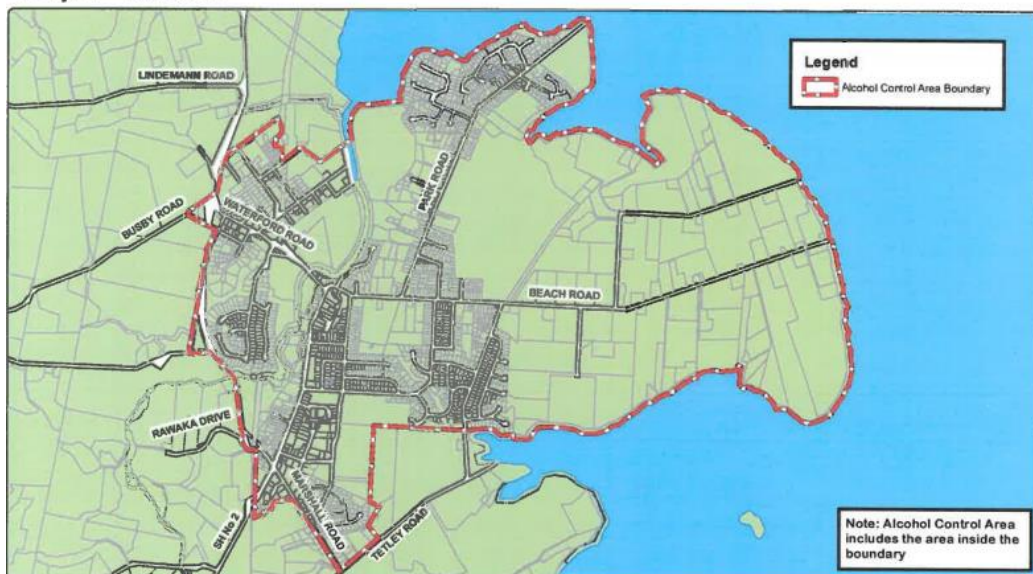 LINDEMANN ROAD
Legend
Alcohol Control Area Boundary
PARK ROAD
BUSBY ROAD
WATERFORD ROAD
BEACH ROAD
RAWAKA DRIVE
MARSHALL ROAD
SH No 2
TETLEY ROAD
Note: Alcohol Control Area
includes the area inside the
boundary